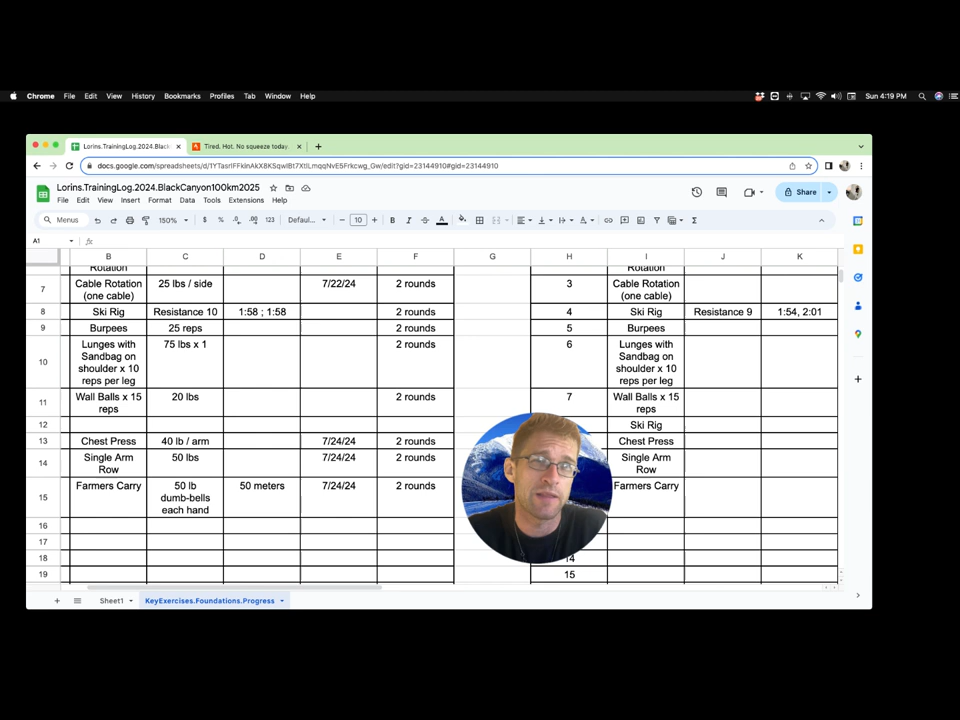 Chrome File Edit View History Bookmarks Profiles Tab Window Help Sun 4:19 PM
Lorins.TrainingLog.2024.Black
Tired. Hot. No squeeze today.
Lorins.TrainingLog.2024.BlackCanyon100km2025
File Edit View Insert Format Data Tools Extensions Help
Share
Menus 150% $ % .0 .00 123 Defaul... 10 B I A
A1 fx
B C D E F G H I J K
Rotation Rotation
7 Cable Rotation 25 lbs / side 7/22/24 2 rounds 3 Cable Rotation
(one cable) (one cable)
8 Ski Rig Resistance 10 1:58 ; 1:58 2 rounds 4 Ski Rig Resistance 9 1:54, 2:01
9 Burpees 25 reps 2 rounds 5 Burpees
10 Lunges with 75 lbs x 1 2 rounds 6 Lunges with
Sandbag on Sandbag on
shoulder x 10 shoulder x 10
reps per leg reps per leg
11 Wall Balls x 15 20 lbs 2 rounds 7 Wall Balls x 15
reps reps
12 Ski Rig
13 Chest Press 40 lb / arm 7/24/24 2 rounds Chest Press
14 Single Arm 50 lbs 7/24/24 2 rounds Single Arm
Row Row
15 Farmers Carry 50 lb 50 meters 7/24/24 2 rounds Farmers Carry
dumb-bells
each hand
16
17
18 14
19 15
Sheet1 KeyExercises.Foundations.Progress